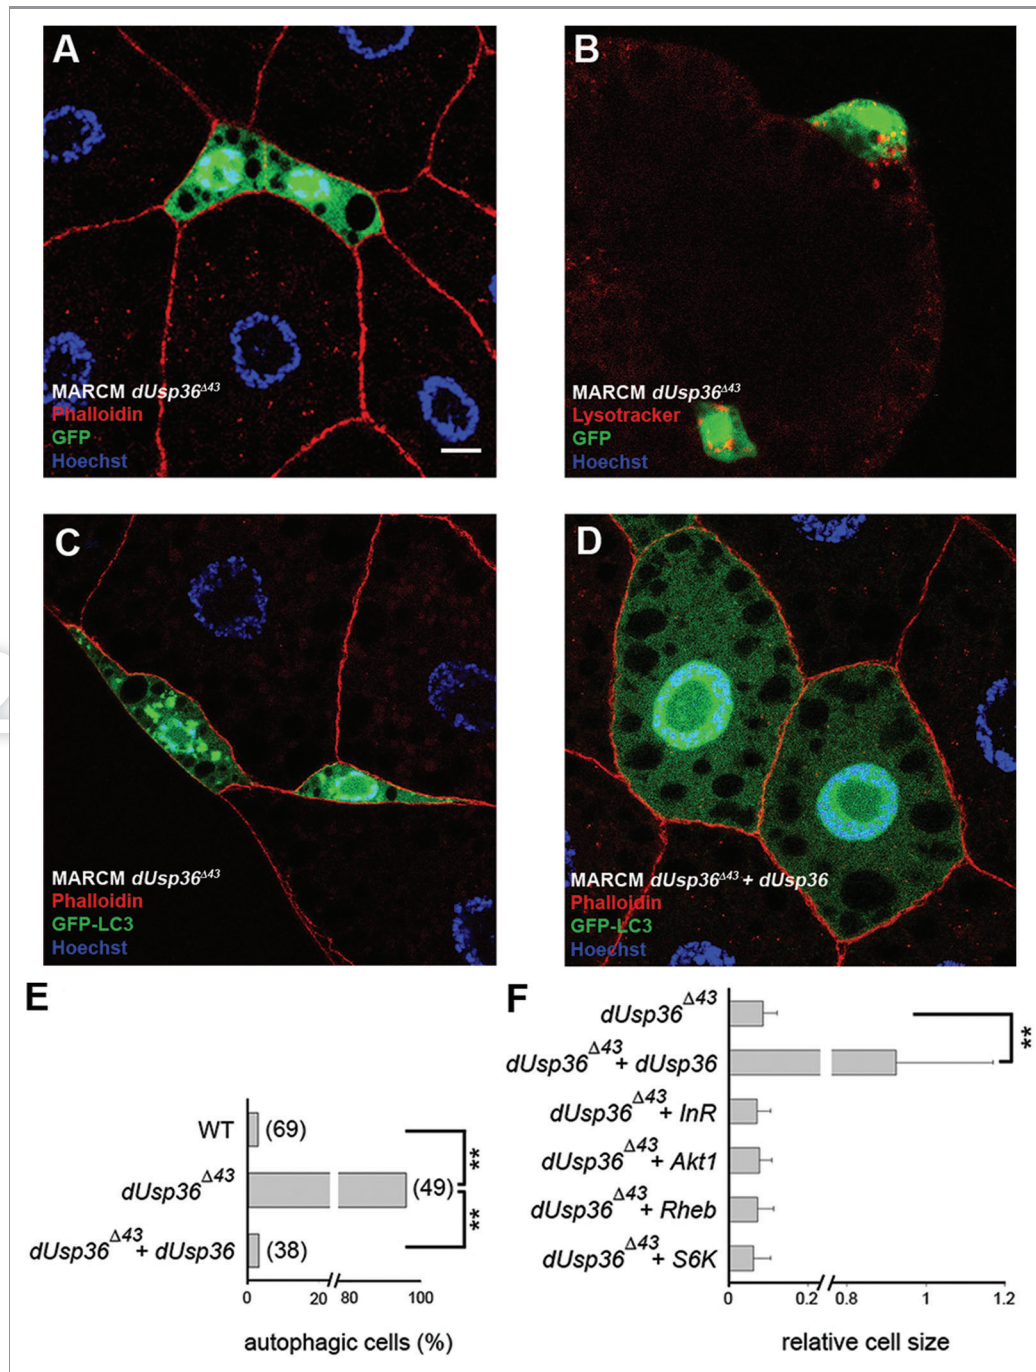 A
MARCM dUsp36Δ43
Phalloidin
GFP
Hoechst
B
MARCM dUsp36Δ43
Lysotracker
GFP
Hoechst
C
MARCM dUsp36Δ43
Phalloidin
GFP-LC3
Hoechst
D
MARCM dUsp36Δ43 + dUsp36
Phalloidin
GFP-LC3
Hoechst
E
WT (69)
dUsp36Δ43 (49)
dUsp36Δ43 + dUsp36 (38)
**
**
0 20 80 100
autophagic cells (%)
F
dUsp36Δ43
dUsp36Δ43 + dUsp36
dUsp36Δ43 + InR
dUsp36Δ43 + Akt1
dUsp36Δ43 + Rheb
dUsp36Δ43 + S6K
**
0 0.2 0.8 1 1.2
relative cell size